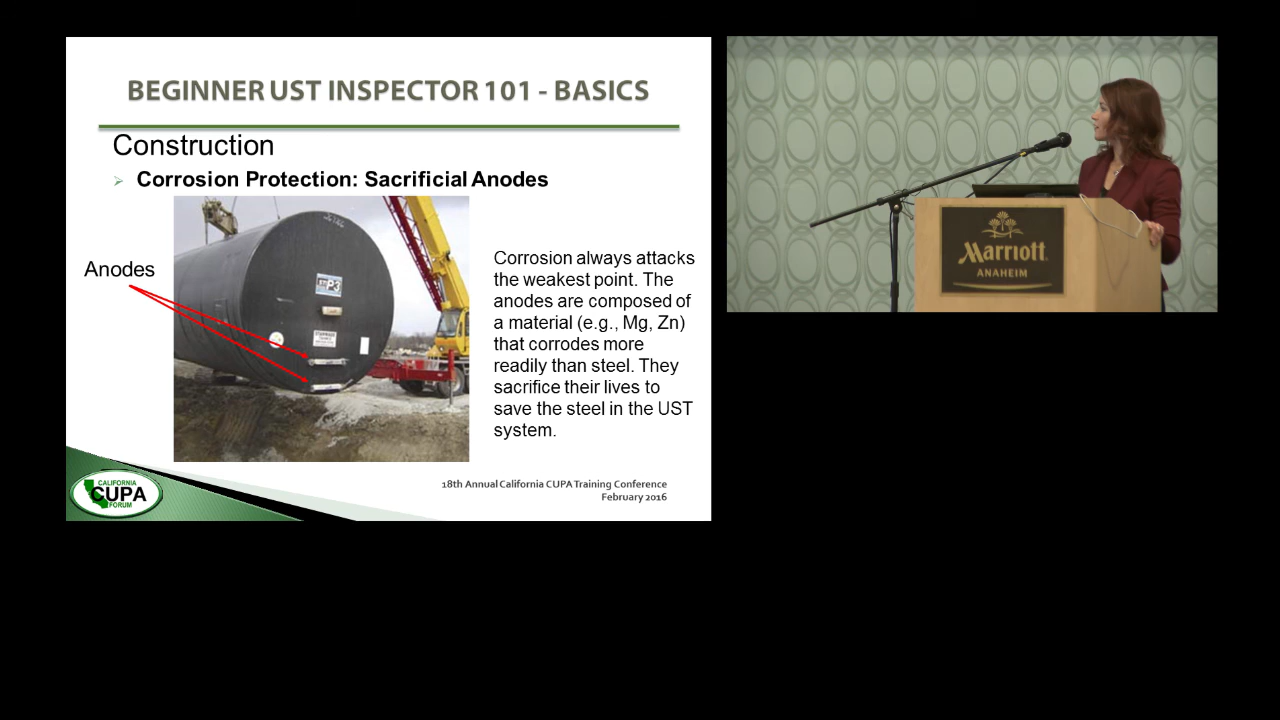 BEGINNER UST INSPECTOR 101 - BASICS
Construction
Corrosion Protection: Sacrificial Anodes
Anodes
P3
Corrosion always attacks
the weakest point. The
anodes are composed of
a material (e.g., Mg, Zn)
that corrodes more
readily than steel. They
sacrifice their lives to
save the steel in the UST
system.
CALIFORNIA
CUPA
FORUM
18th Annual California CUPA Training Conference
February 2016
Marriott
ANAHEIM